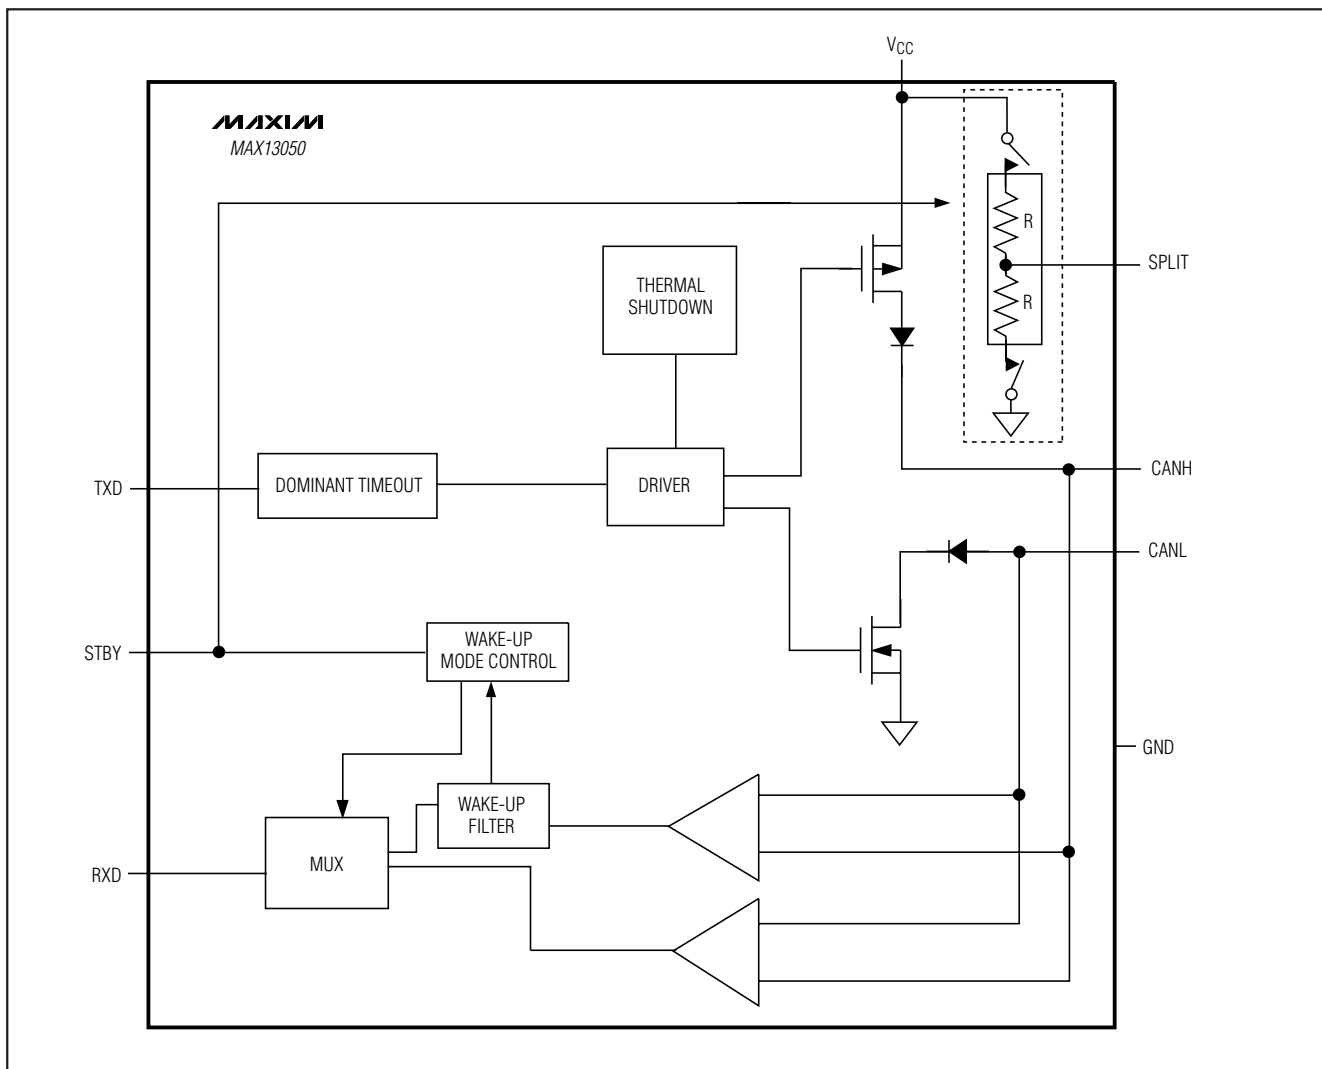 VCC
MAXIM
MAX13050
R
SPLIT
THERMAL
SHUTDOWN
R
CANH
TXD
DOMINANT TIMEOUT
DRIVER
CANL
STBY
WAKE-UP
MODE CONTROL
GND
WAKE-UP
FILTER
MUX
RXD